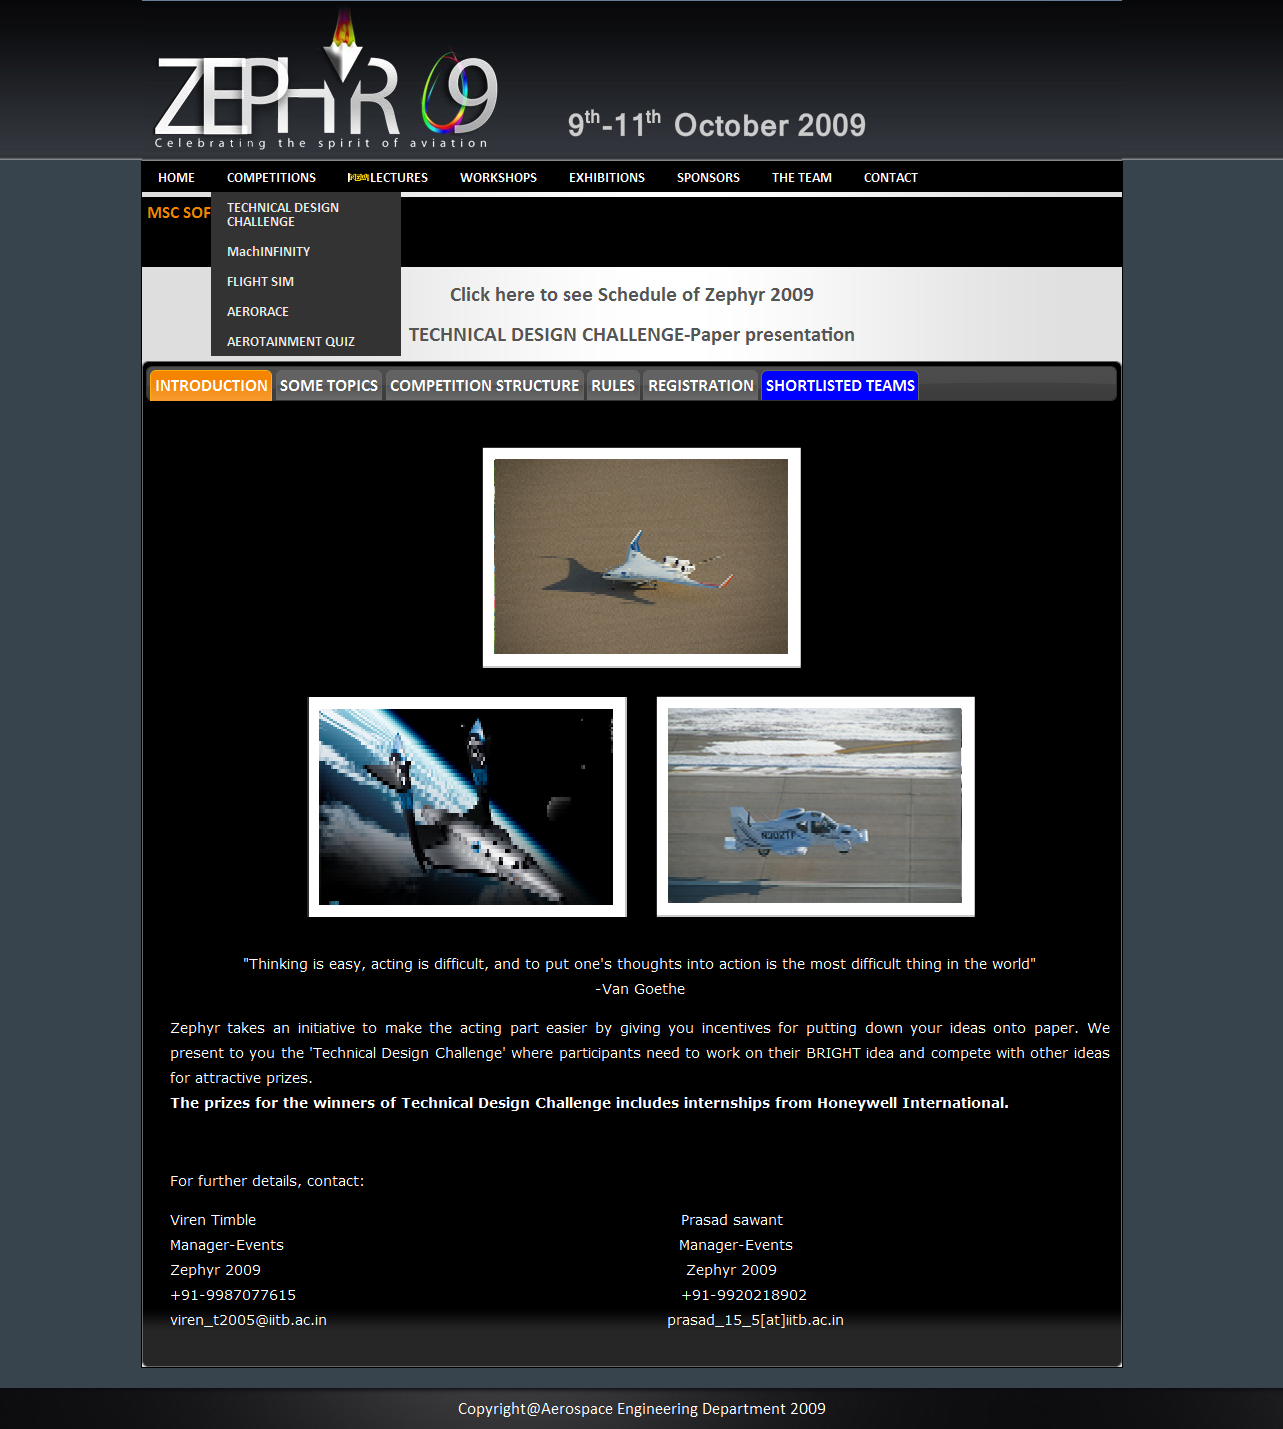 ZEPHYR 09
Celebrating the spirit of aviation
9th-11th October 2009
HOME COMPETITIONS LECTURES WORKSHOPS EXHIBITIONS SPONSORS THE TEAM CONTACT
MSC SOF
TECHNICAL DESIGN
CHALLENGE
MachINFINITY
FLIGHT SIM
AERORACE
AEROTAINMENT QUIZ
Click here to see Schedule of Zephyr 2009
TECHNICAL DESIGN CHALLENGE-Paper presentation
INTRODUCTION SOME TOPICS COMPETITION STRUCTURE RULES REGISTRATION SHORTLISTED TEAMS
"Thinking is easy, acting is difficult, and to put one's thoughts into action is the most difficult thing in the world"
-Van Goethe
Zephyr takes an initiative to make the acting part easier by giving you incentives for putting down your ideas onto paper. We
present to you the 'Technical Design Challenge' where participants need to work on their BRIGHT idea and compete with other ideas
for attractive prizes.
The prizes for the winners of Technical Design Challenge includes internships from Honeywell International.
For further details, contact:
Viren Timble Prasad sawant
Manager-Events Manager-Events
Zephyr 2009 Zephyr 2009
+91-9987077615 +91-9920218902
viren_t2005@iitb.ac.in prasad_15_5[at]iitb.ac.in
Copyright@Aerospace Engineering Department 2009